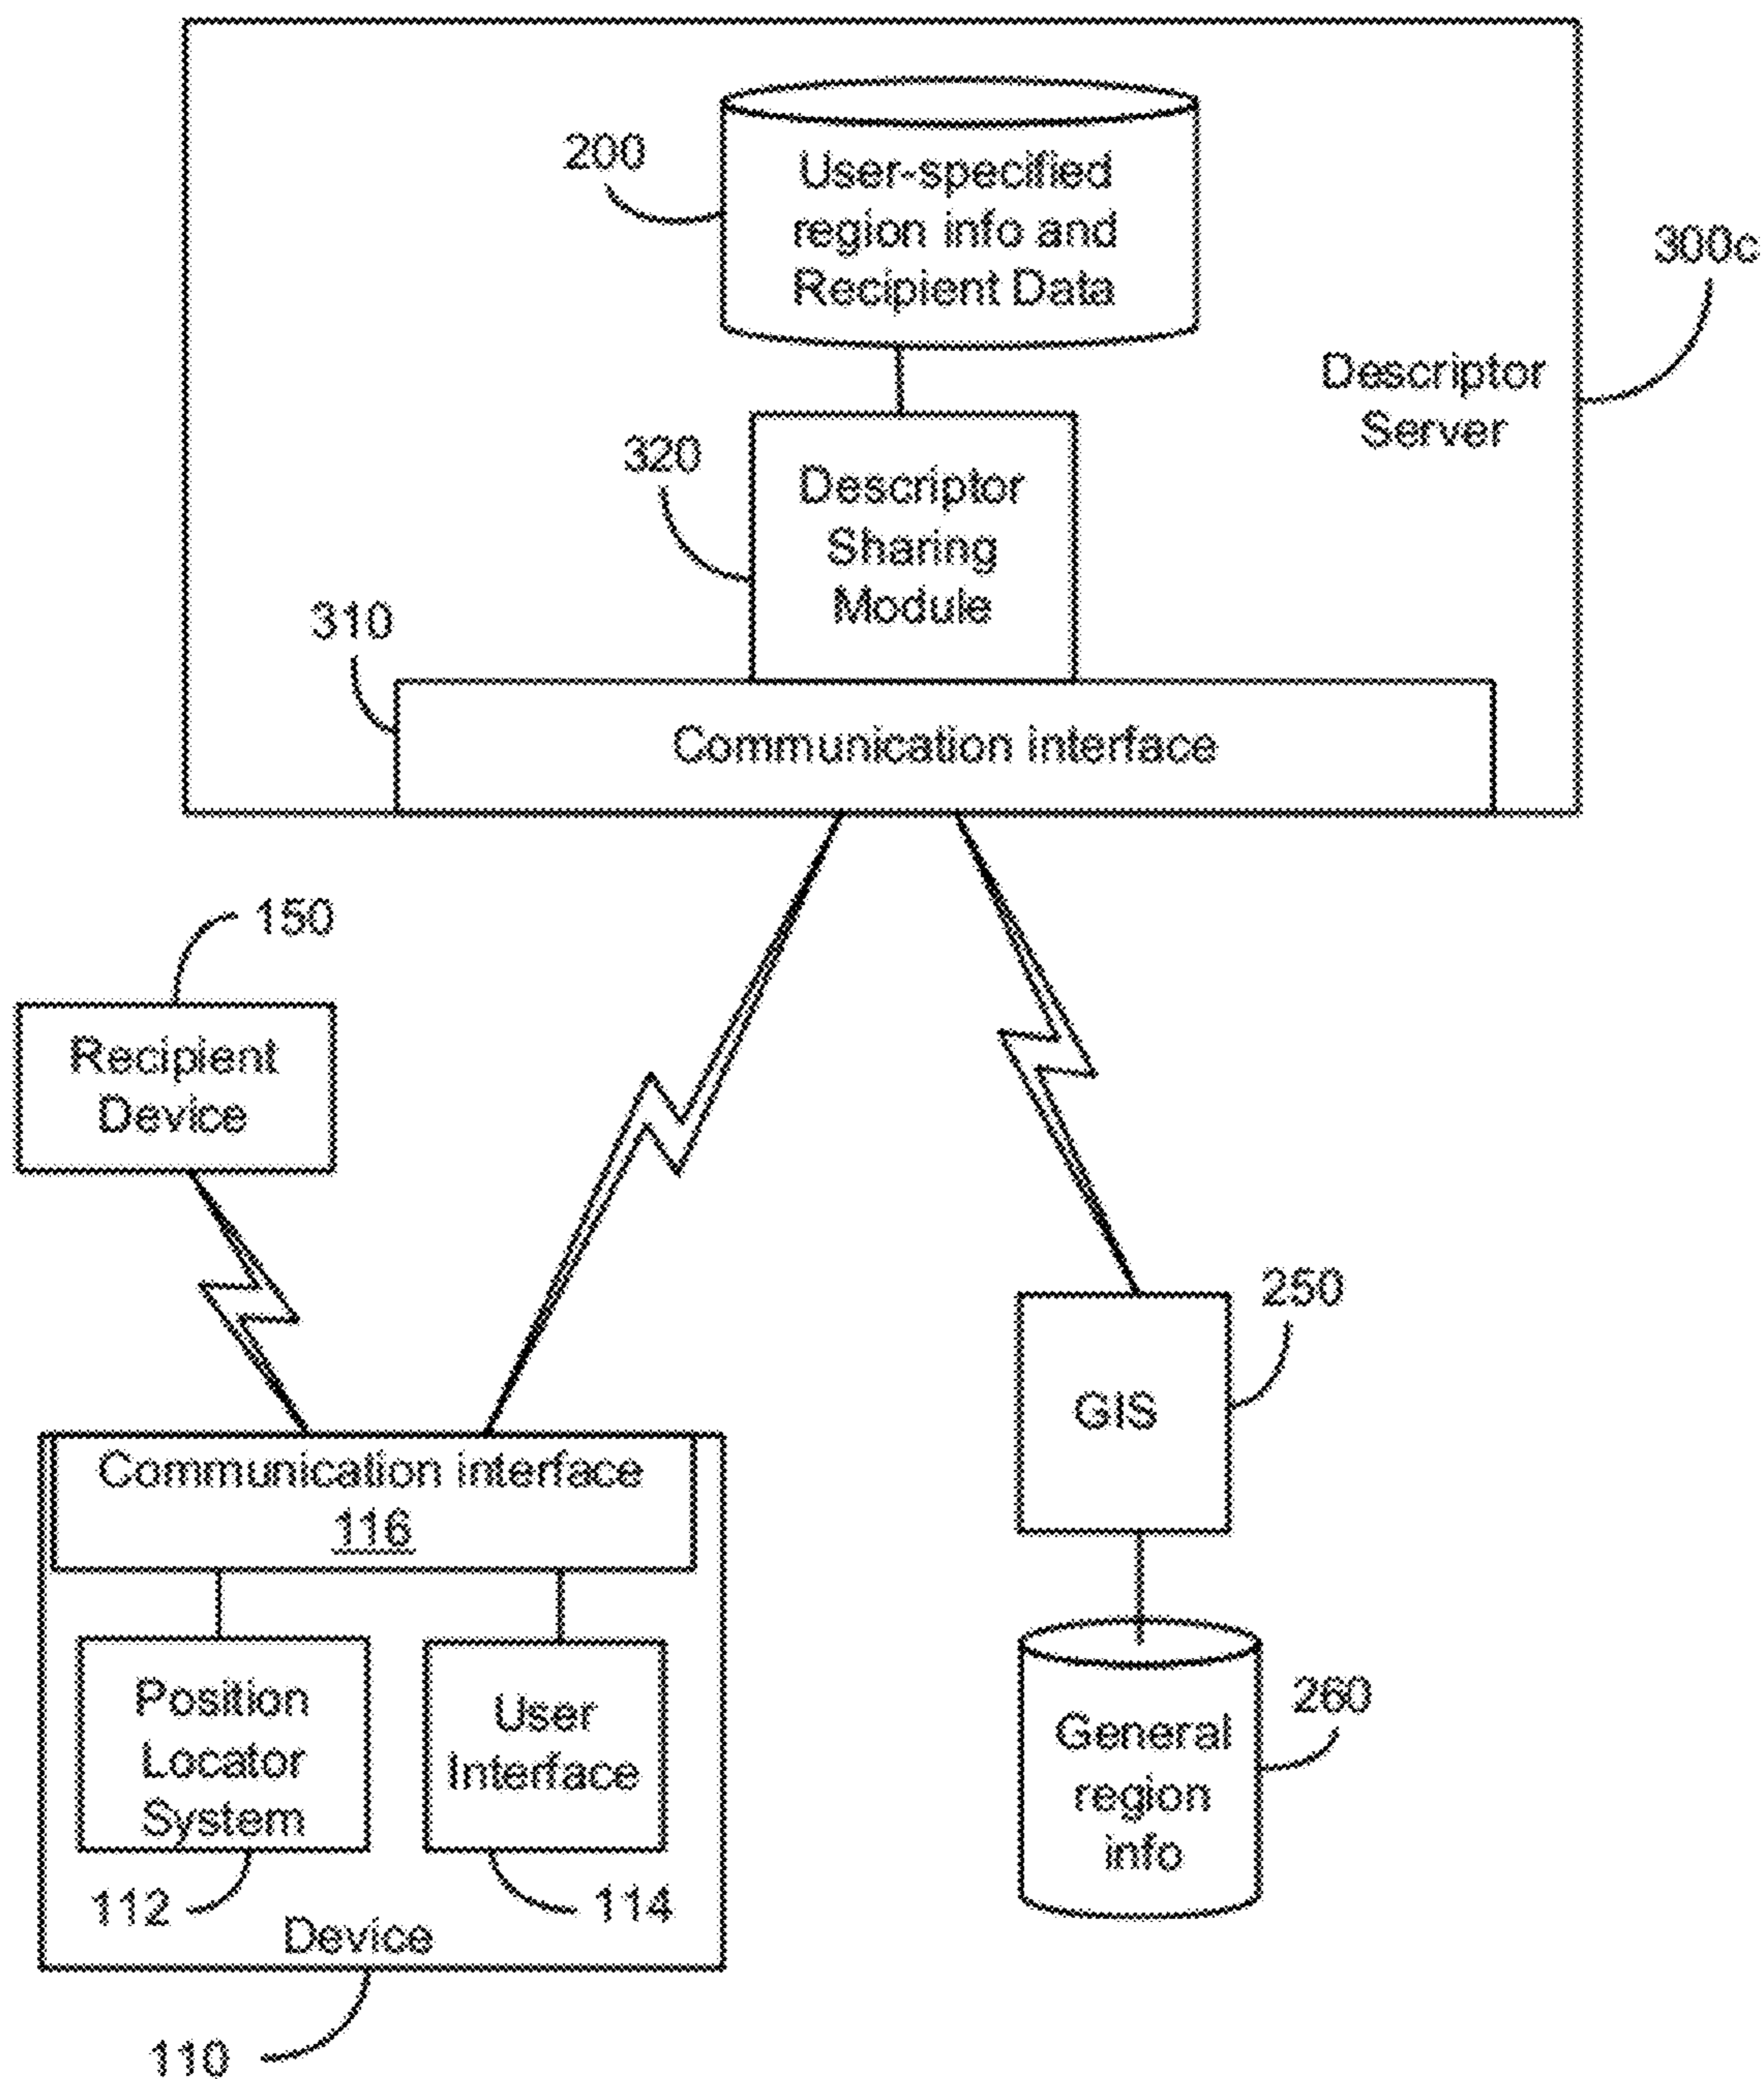 200
User-specified
region info and
Recipient Data
300c
Descriptor
Server
320
Descriptor
Sharing
Module
310
Communication interface
150
Recipient
Device
250
GIS
Communication interface
116
Position
Locator
System
User
Interface
260
General
region
info
112
114
Device
110